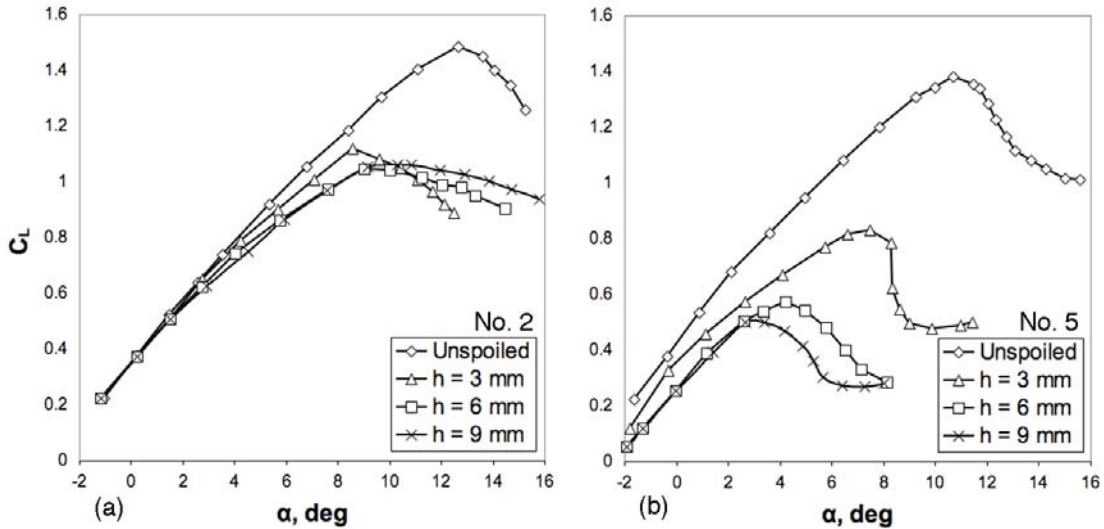 1.6
1.4
1.2
1
0.8
0.6
0.4
0.2
0
C_L
-2 0 2 4 6 8 10 12 14 16
α, deg
(a)
No. 2
Unspoiled
h = 3 mm
h = 6 mm
h = 9 mm
1.6
1.4
1.2
1
0.8
0.6
0.4
0.2
0
-2 0 2 4 6 8 10 12 14 16
α, deg
(b)
No. 5
Unspoiled
h = 3 mm
h = 6 mm
h = 9 mm